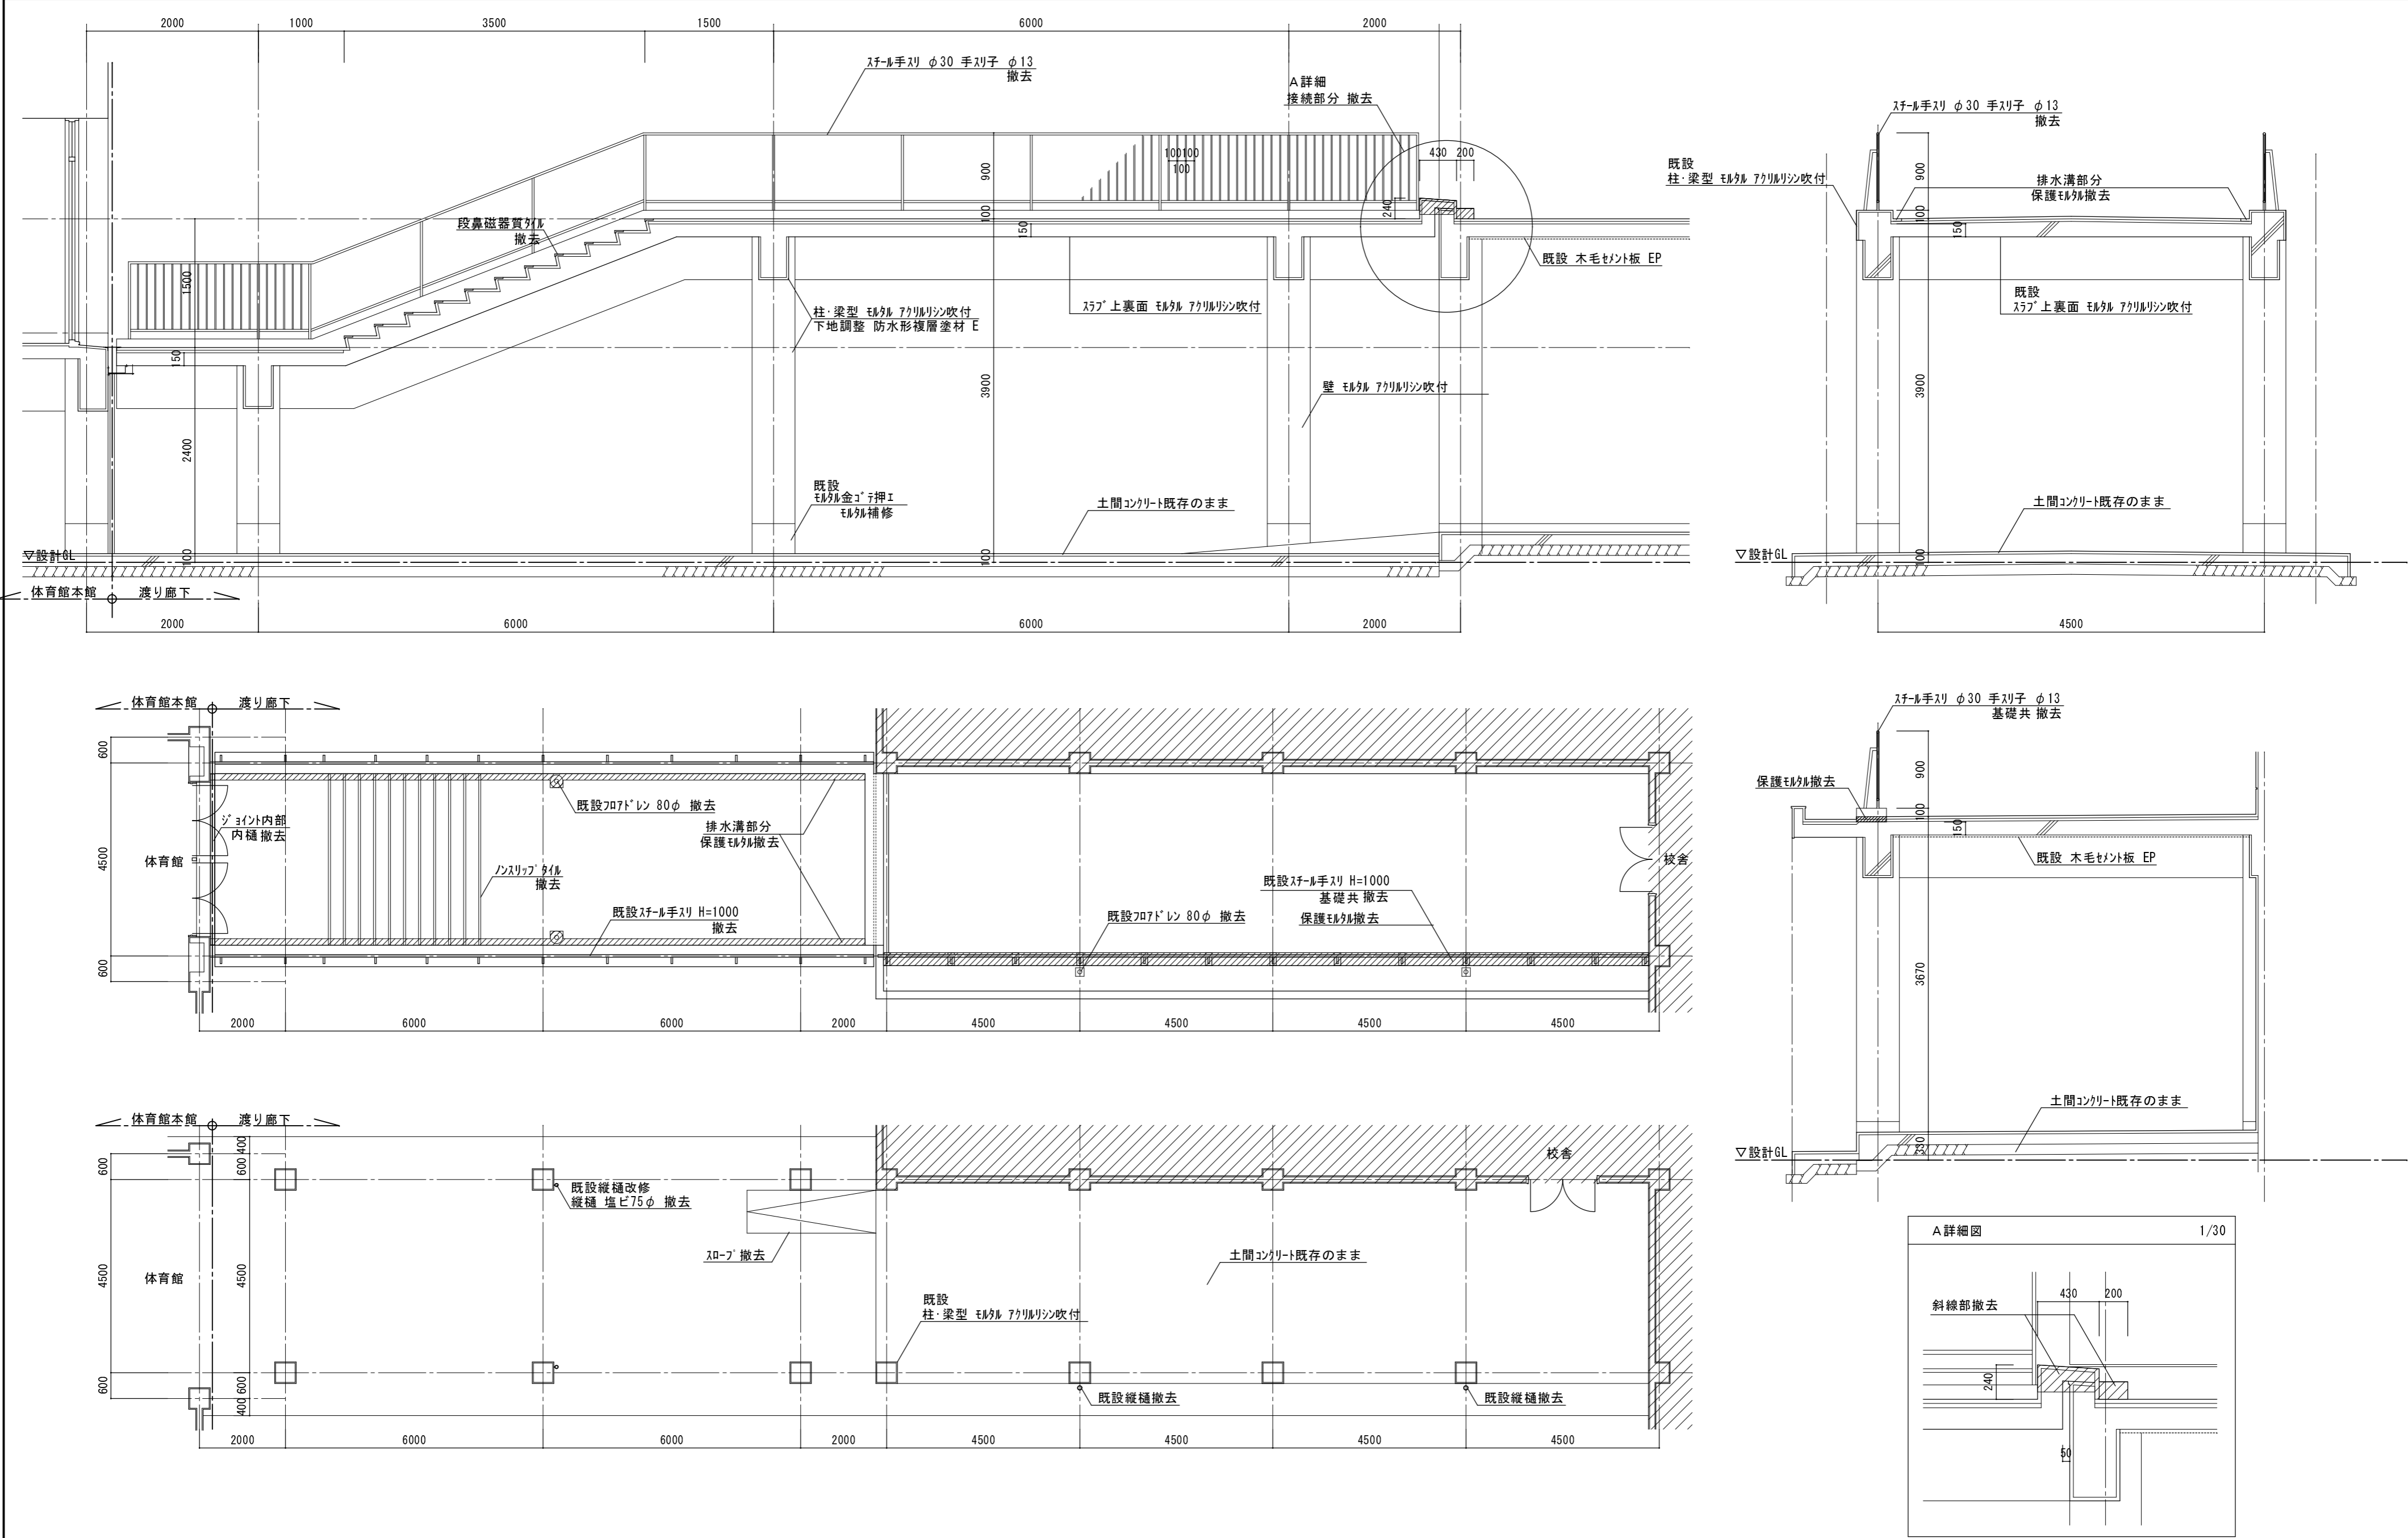 2000 1000 3500 1500 6000 2000
スチール手スリ φ30 手スリ子 φ13
撤去
A詳細
接続部分 撤去
段鼻磁器質タイル
撤去
1500
150
2400
100
柱・梁型 モルタル アクリルリシン吹付
下地調整 防水形複層塗材 E
900
100
3900
100
100100
100
150
430 200
240
既設 木毛セメント板 EP
スラブ上裏面 モルタル アクリルリシン吹付
壁 モルタル アクリルリシン吹付
既設
モルタル金ゴテ押エ
モルタル補修
土間コンクリート既存のまま
▽設計GL
体育館本館 渡り廊下
2000 6000 6000 2000
スチール手スリ φ30 手スリ子 φ13
撤去
既設
柱・梁型 モルタル アクリルリシン吹付
排水溝部分
保護モルタル撤去
900
100
150
既設
スラブ上裏面 モルタル アクリルリシン吹付
3900
土間コンクリート既存のまま
▽設計GL
100
4500
体育館本館 渡り廊下
600
4500
600
ジョイント内部
内樋撤去
体育館
既設フロアドレン 80φ 撤去
排水溝部分
保護モルタル撤去
ノンスリップタイル
撤去
既設スチール手スリ H=1000
撤去
既設スチール手スリ H=1000
基礎共 撤去
既設フロアドレン 80φ 撤去
保護モルタル撤去
校舎
2000 6000 6000 2000 4500 4500 4500 4500
スチール手スリ φ30 手スリ子 φ13
基礎共 撤去
保護モルタル撤去
900
100
150
既設 木毛セメント板 EP
3670
土間コンクリート既存のまま
▽設計GL
330
体育館本館 渡り廊下
400
600
600
4500
4500
600
600
400
体育館
既設縦樋改修
縦樋 塩ビ75φ 撤去
スロープ撤去
校舎
土間コンクリート既存のまま
既設
柱・梁型 モルタル アクリルリシン吹付
既設縦樋撤去
既設縦樋撤去
2000 6000 6000 2000 4500 4500 4500 4500
A詳細図 1/30
430 200
斜線部撤去
240
50